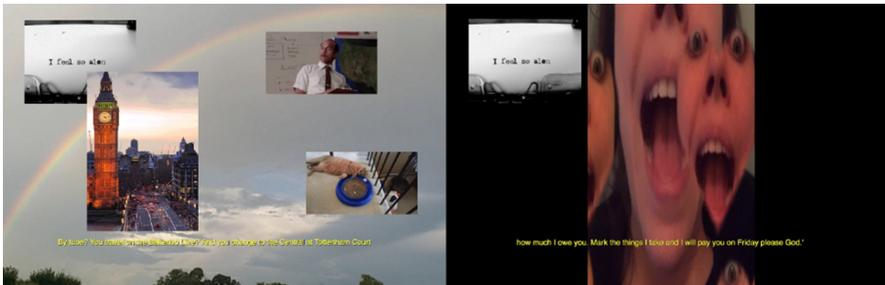 I feel so alon
By tube? You travel on the Bakerloo Line? And you change to the Central at Tottenham Court
I feel so alon
how much I owe you. Mark the things I take and I will pay you on Friday please God.'